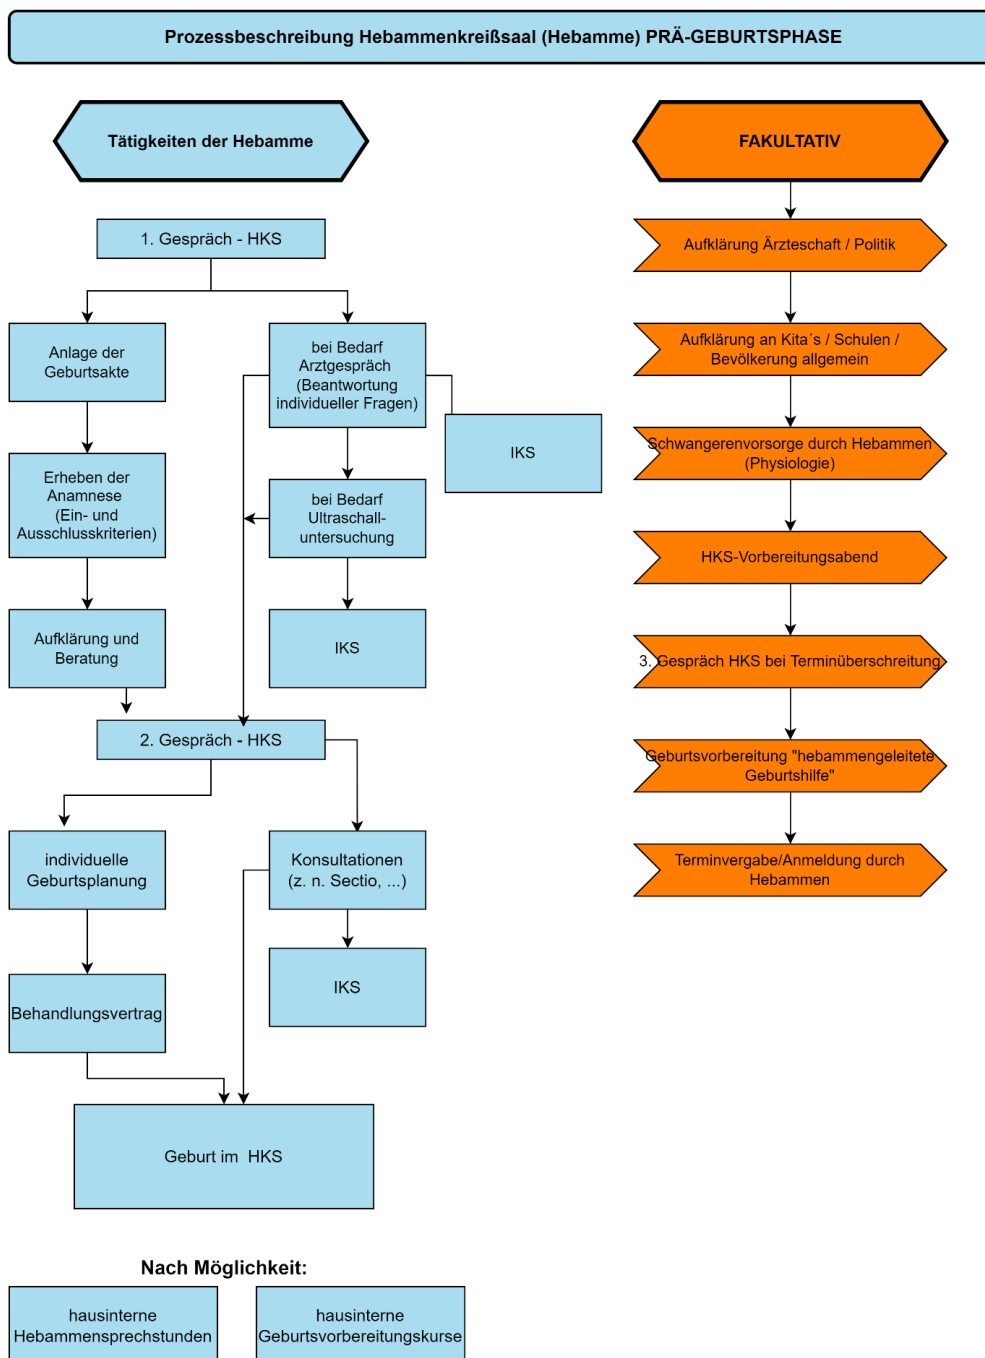 Prozessbeschreibung Hebammenkreißsaal (Hebamme) PRÄ-GEBURTSPHASE
Tätigkeiten der Hebamme
1. Gespräch - HKS
Anlage der
Geburtsakte
bei Bedarf
Arztgespräch
(Beantwortung
individueller Fragen)
IKS
Erheben der
Anamnese
(Ein- und
Ausschlusskriterien)
bei Bedarf
Ultraschall-
untersuchung
Aufklärung und
Beratung
IKS
2. Gespräch - HKS
individuelle
Geburtsplanung
Konsultationen
(z. n. Sectio, ...)
Behandlungsvertrag
IKS
Geburt im HKS
Nach Möglichkeit:
hausinterne
Hebammensprechstunden
hausinterne
Geburtsvorbereitungskurse
FAKULTATIV
Aufklärung Ärzteschaft / Politik
Aufklärung an Kita´s / Schulen /
Bevölkerung allgemein
Schwangerenvorsorge durch Hebammen
(Physiologie)
HKS-Vorbereitungsabend
3. Gespräch HKS bei Terminüberschreitung
Geburtsvorbereitung "hebammengeleitete
Geburtshilfe"
Terminvergabe/Anmeldung durch
Hebammen